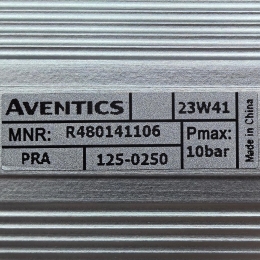 AVENTICS 23W41
MNR: R480141106 Pmax:
PRA 125-0250 10bar
Made in China